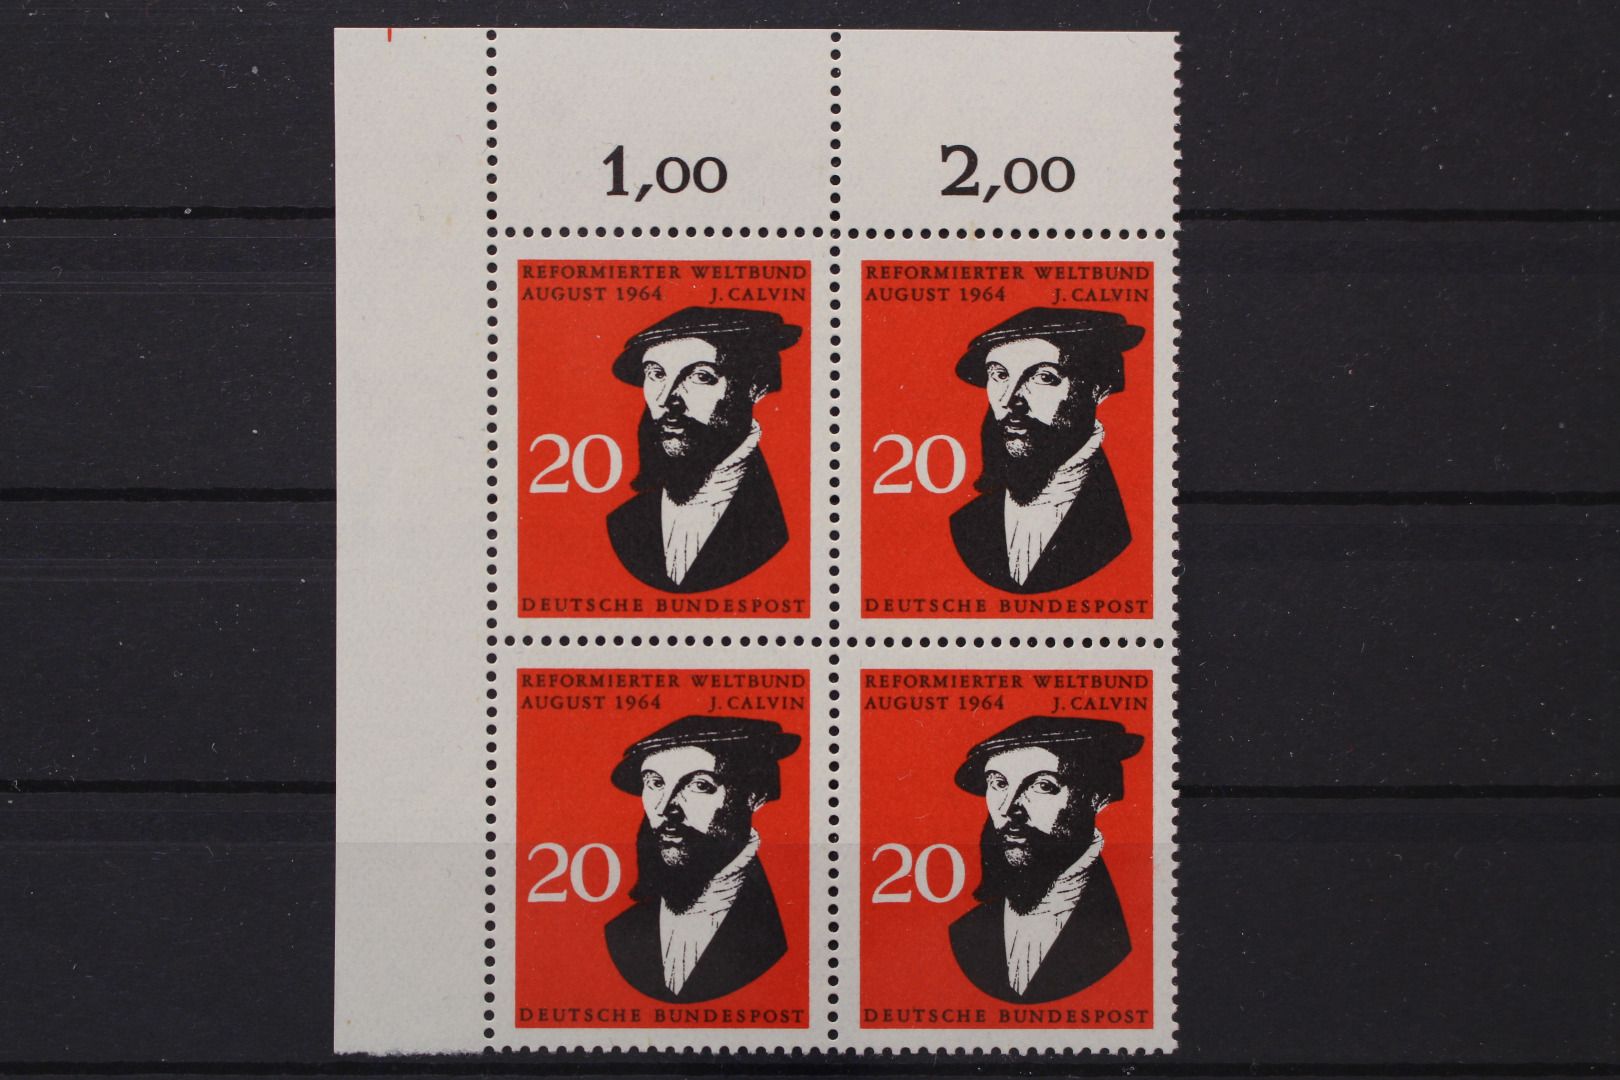 1,00 2,00
REFORMIERTER WELTBUND
AUGUST 1964 J. CALVIN
20
DEUTSCHE BUNDESPOST
REFORMIERTER WELTBUND
AUGUST 1964 J. CALVIN
20
DEUTSCHE BUNDESPOST
REFORMIERTER WELTBUND
AUGUST 1964 J. CALVIN
20
DEUTSCHE BUNDESPOST
REFORMIERTER WELTBUND
AUGUST 1964 J. CALVIN
20
DEUTSCHE BUNDESPOST